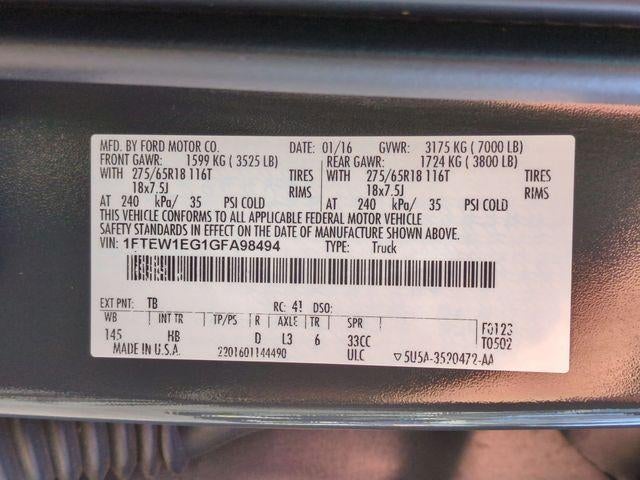 MFD. BY FORD MOTOR CO. DATE: 01/16 GVWR: 3175 KG ( 7000 LB)
FRONT GAWR: 1599 KG ( 3525 LB) REAR GAWR: 1724 KG ( 3800 LB)
WITH 275/65R18 116T TIRES WITH 275/65R18 116T TIRES
18x7.5J RIMS 18x7.5J RIMS
AT 240 kPa/ 35 PSI COLD AT 240 kPa/ 35 PSI COLD
THIS VEHICLE CONFORMS TO ALL APPLICABLE FEDERAL MOTOR VEHICLE
SAFETY STANDARDS IN EFFECT ON THE DATE OF MANUFACTURE SHOWN ABOVE.
VIN: 1FTEW1EG1GFA98494 TYPE: Truck
EXT PNT: TB RC: 41 DSO:
WB INT TR TP/PS R AXLE TR SPR F0123
145 HB D L3 6 33CC T0502
MADE IN U.S.A. 2201601144490 ULC ▽5U5A-3520472-AA